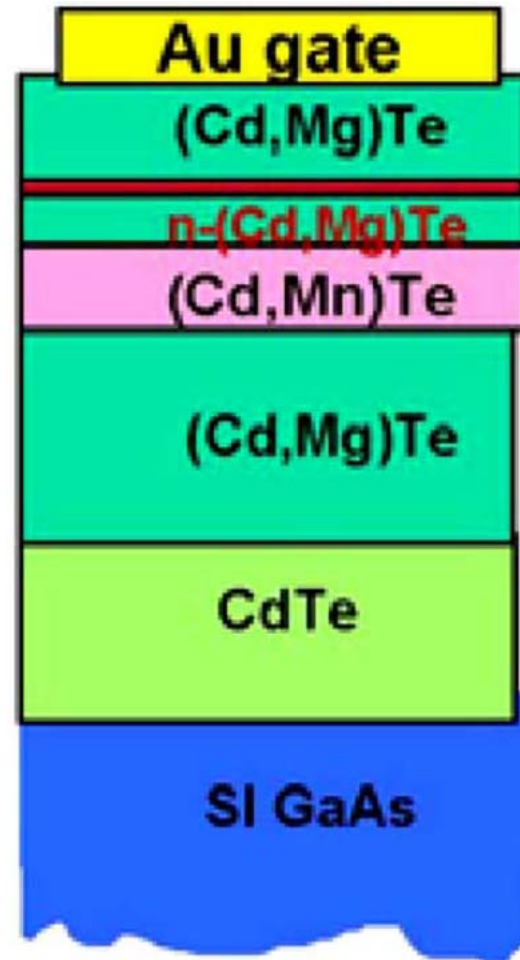 Au gate
(Cd,Mg)Te
n-(Cd,Mg)Te
(Cd,Mn)Te
(Cd,Mg)Te
CdTe
SI GaAs